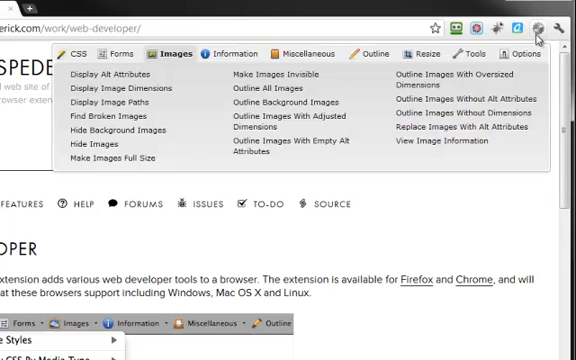 erick.com/work/web-developer/
CSS Forms Images Information Miscellaneous Outline Resize Tools Options
Display Alt Attributes
Display Image Dimensions
Display Image Paths
Find Broken Images
Hide Background Images
Hide Images
Make Images Full Size
Make Images Invisible
Outline All Images
Outline Background Images
Outline Images With Adjusted
Dimensions
Outline Images With Empty Alt
Attributes
Outline Images With Oversized
Dimensions
Outline Images Without Alt Attributes
Outline Images Without Dimensions
Replace Images With Alt Attributes
View Image Information
SPEDE
l web site of
browser exten
FEATURES HELP FORUMS ISSUES TO-DO SOURCE
OPER
xtension adds various web developer tools to a browser. The extension is available for Firefox and Chrome, and will
at these browsers support including Windows, Mac OS X and Linux.
Forms Images Information Miscellaneous Outline
e Styles
y CSS By Media Type